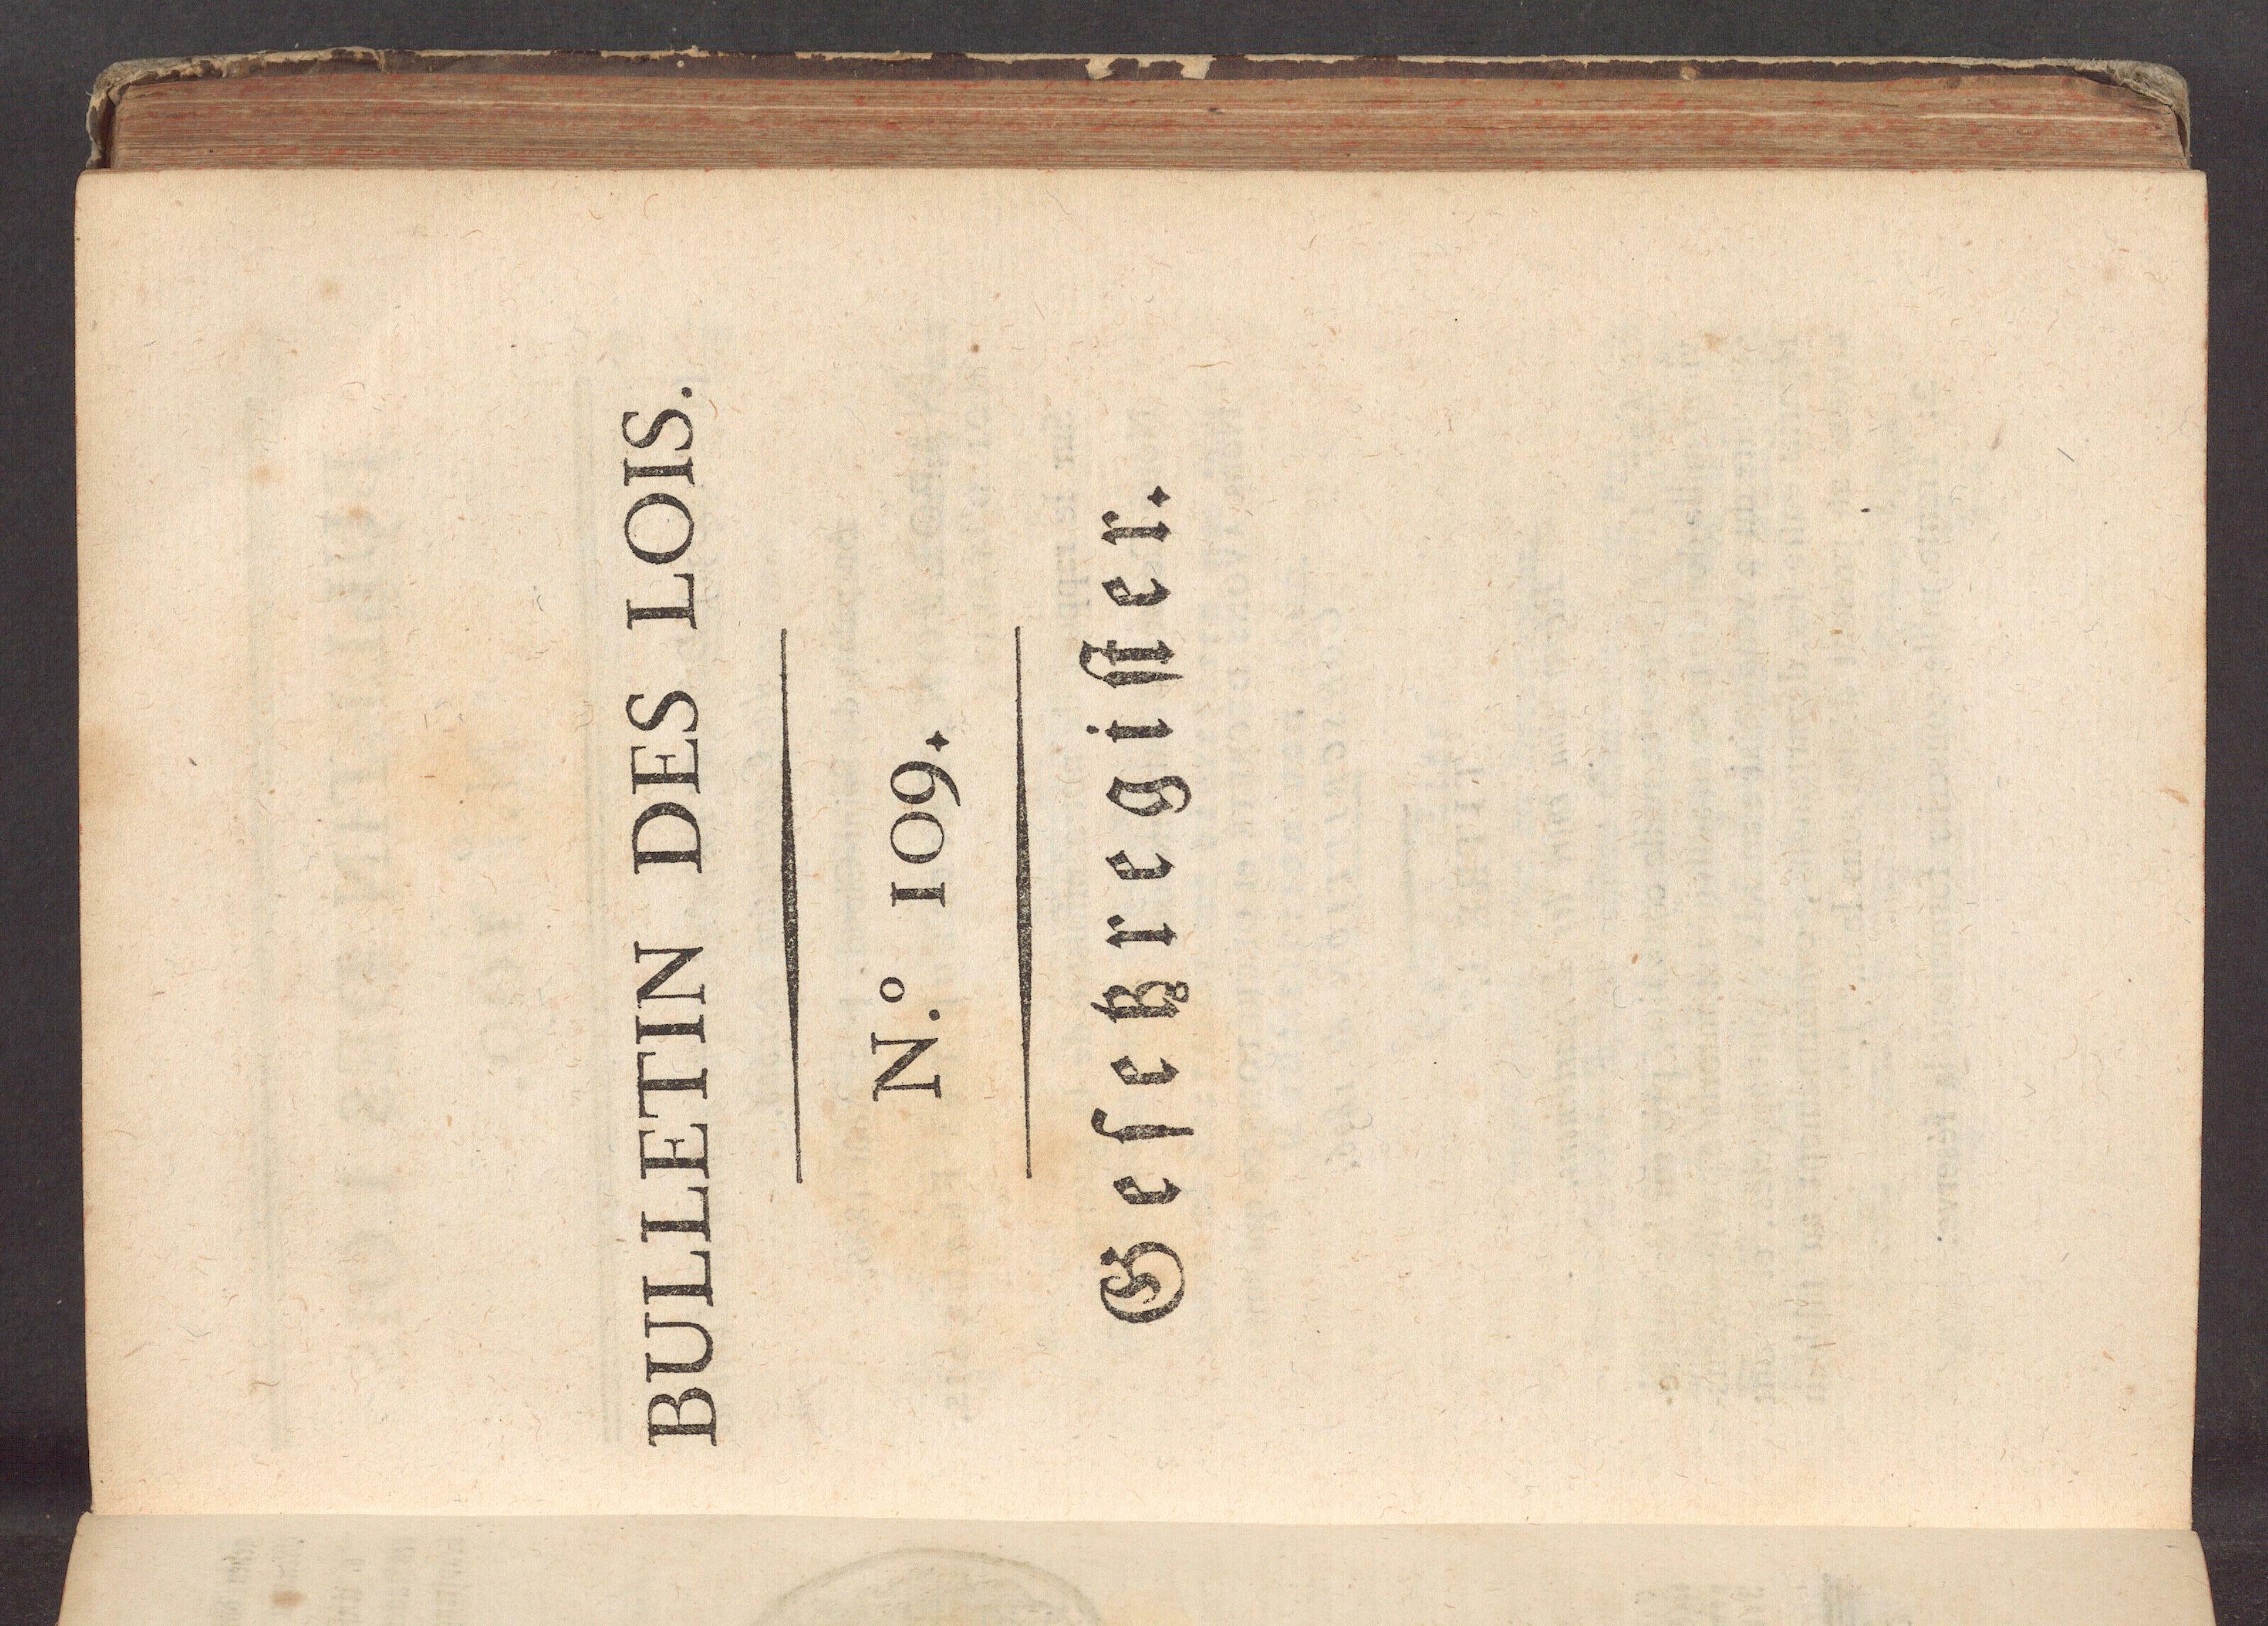 BULLETIN DES LOIS.
N.º 109.
Geſetzregiſter.